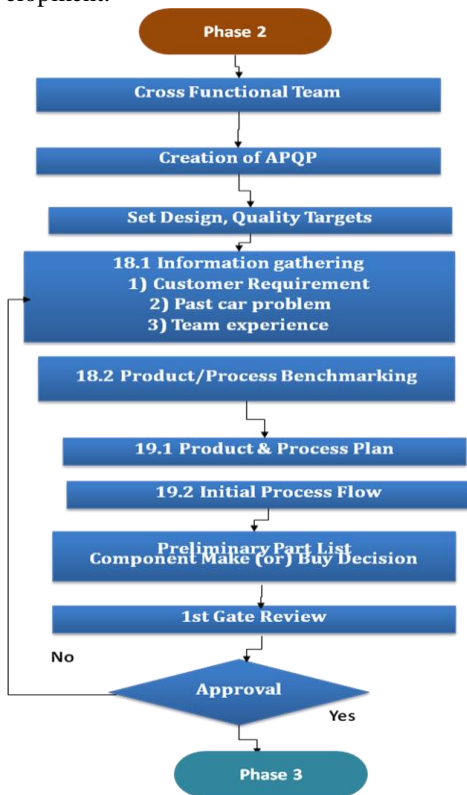 elopment.
Phase 2
Cross Functional Team
Creation of APQP
Set Design, Quality Targets
18.1 Information gathering
1) Customer Requirement
2) Past car problem
3) Team experience
18.2 Product/Process Benchmarking
19.1 Product & Process Plan
19.2 Initial Process Flow
Preliminary Part List
Component Make (or) Buy Decision
1st Gate Review
No
Approval
Yes
Phase 3